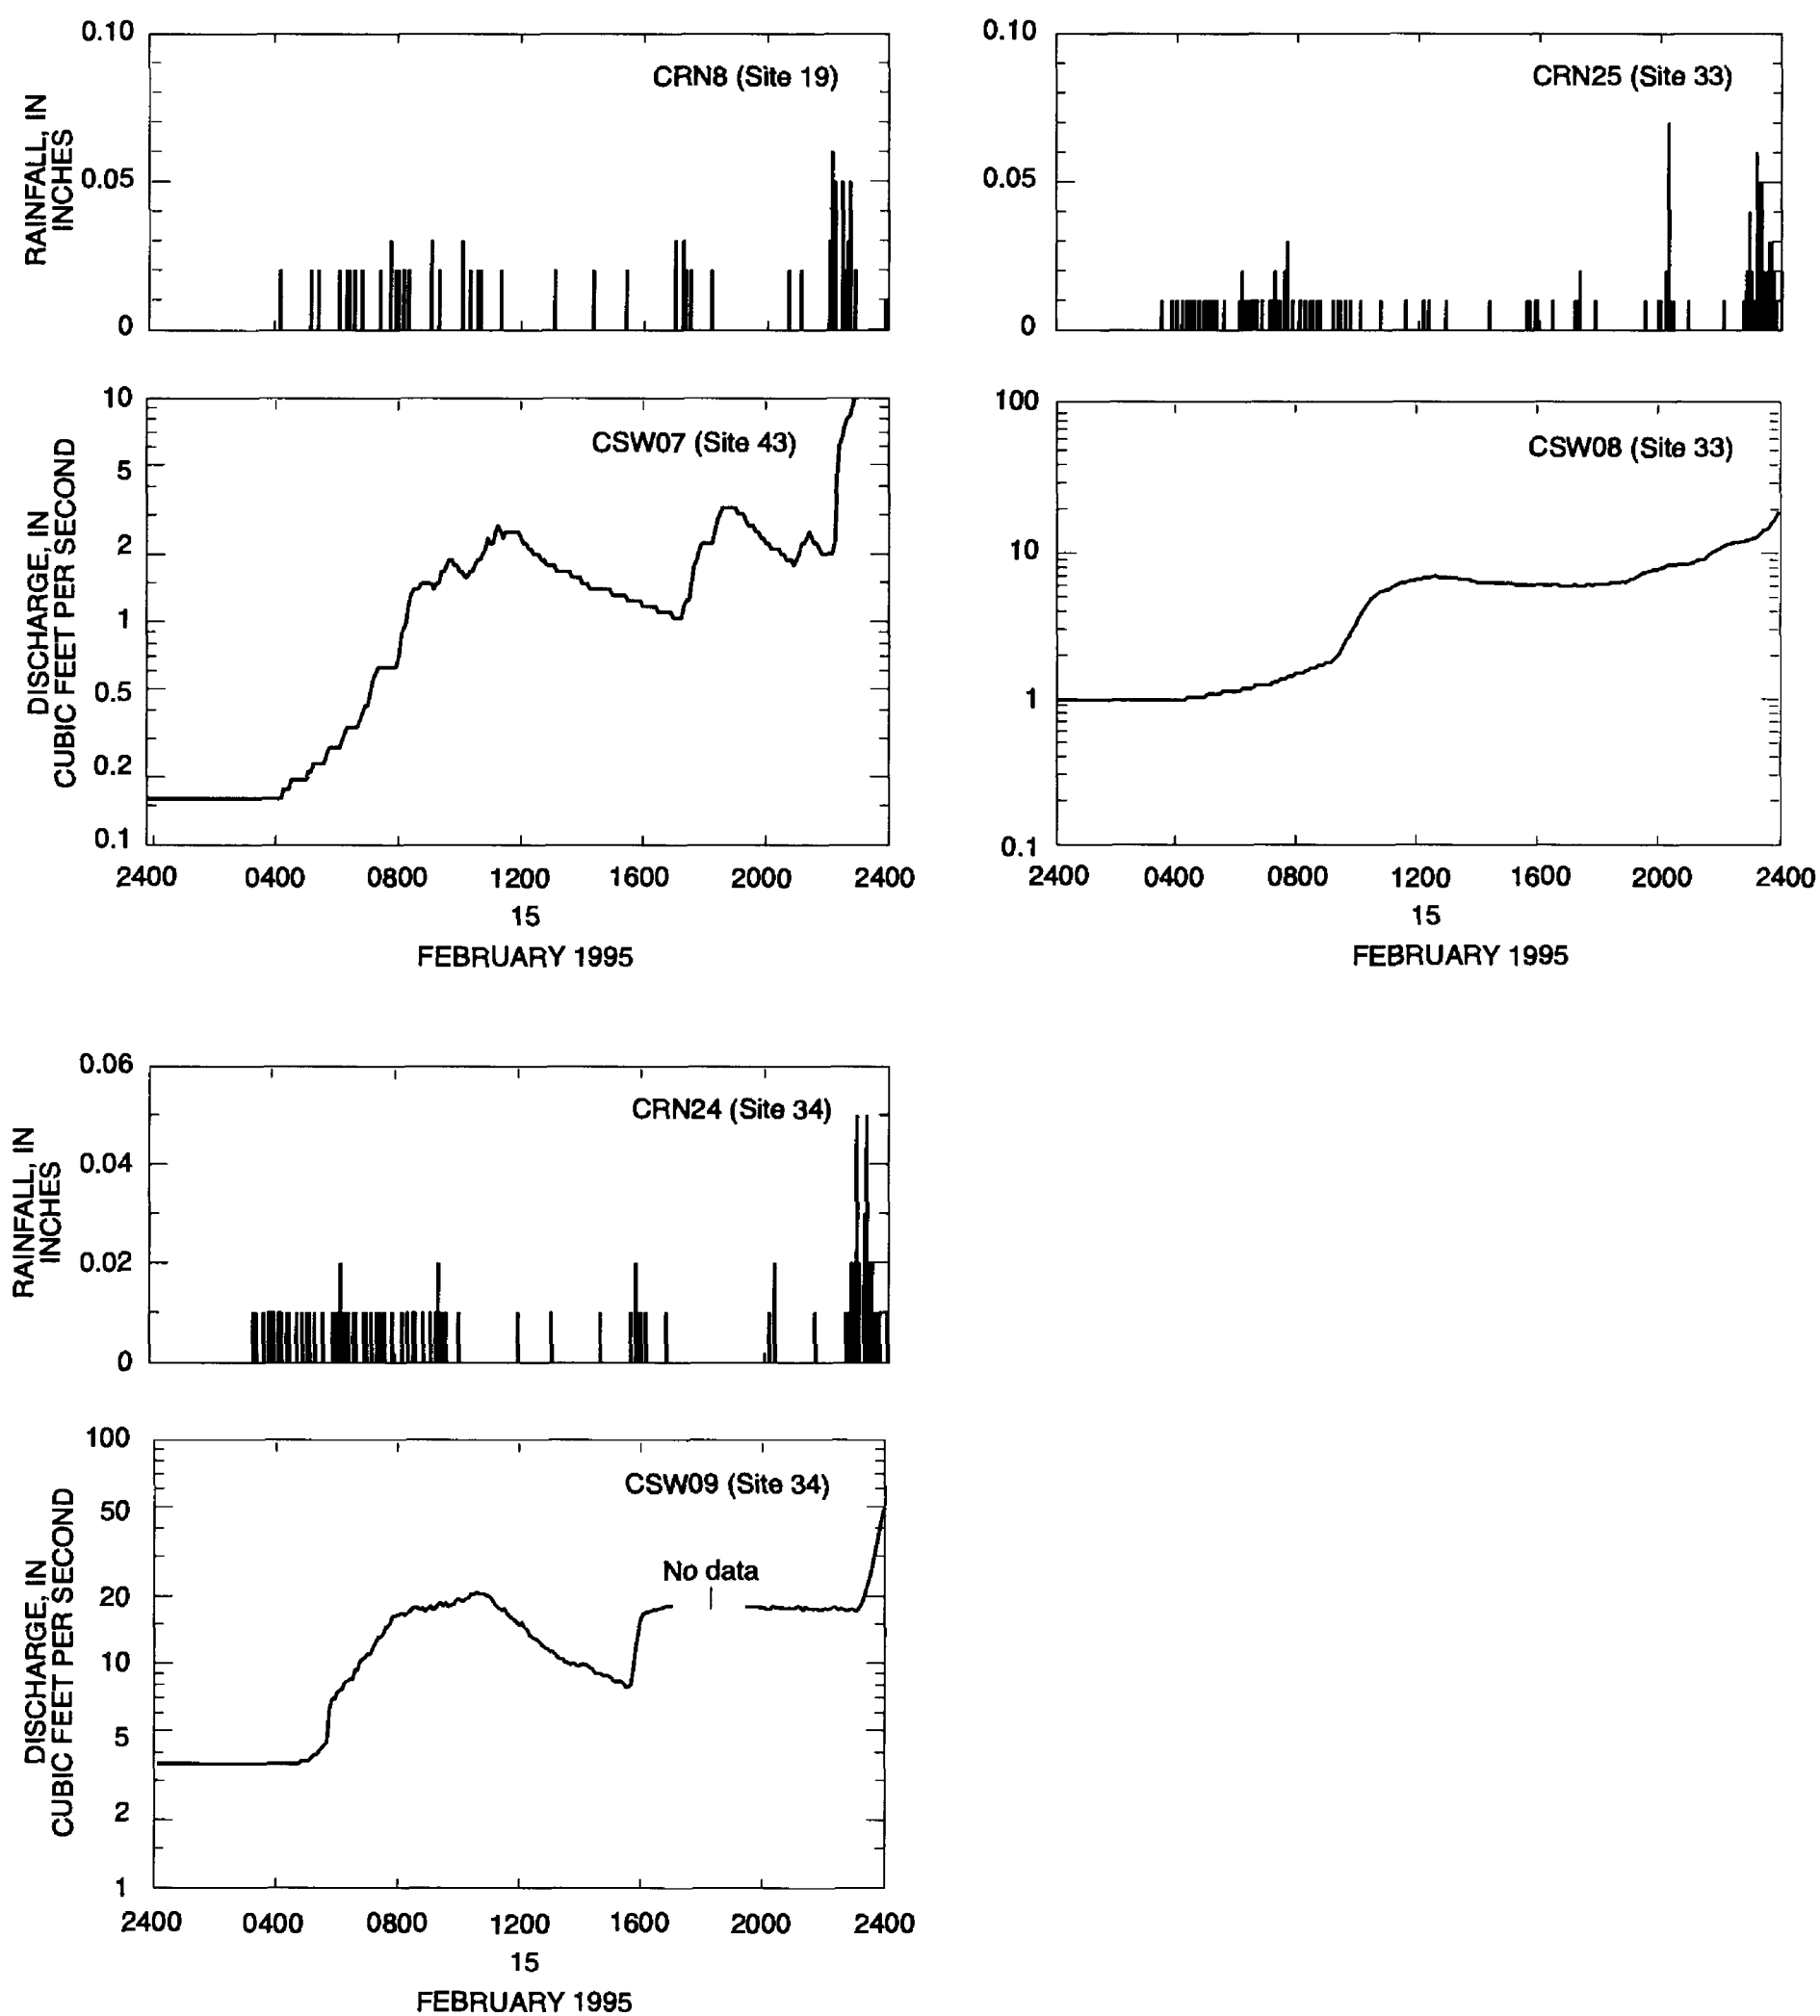 CRN8 (Site 19)
RAINFALL, IN
INCHES
0.10
0.05
0
CRN25 (Site 33)
0.10
0.05
0
CSW07 (Site 43)
DISCHARGE, IN
CUBIC FEET PER SECOND
10
5
2
1
0.5
0.2
0.1
2400 0400 0800 1200 1600 2000 2400
15
FEBRUARY 1995
CSW08 (Site 33)
100
10
1
0.1
2400 0400 0800 1200 1600 2000 2400
15
FEBRUARY 1995
CRN24 (Site 34)
RAINFALL, IN
INCHES
0.06
0.04
0.02
0
CSW09 (Site 34)
No data
DISCHARGE, IN
CUBIC FEET PER SECOND
100
50
20
10
5
2
1
2400 0400 0800 1200 1600 2000 2400
15
FEBRUARY 1995